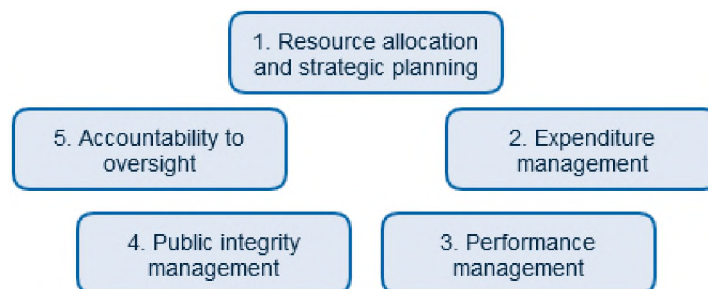 1. Resource allocation
and strategic planning
5. Accountability to
oversight
2. Expenditure
management
4. Public integrity
management
3. Performance
management